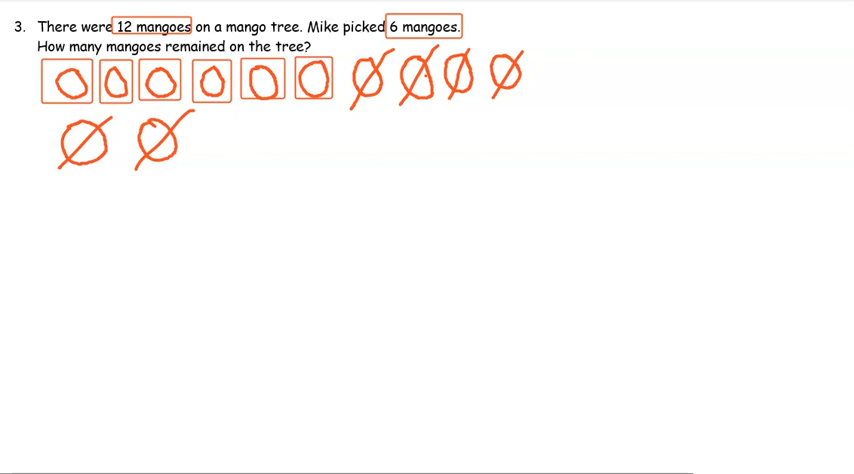 3. There were 12 mangoes on a mango tree. Mike picked 6 mangoes.
How many mangoes remained on the tree?